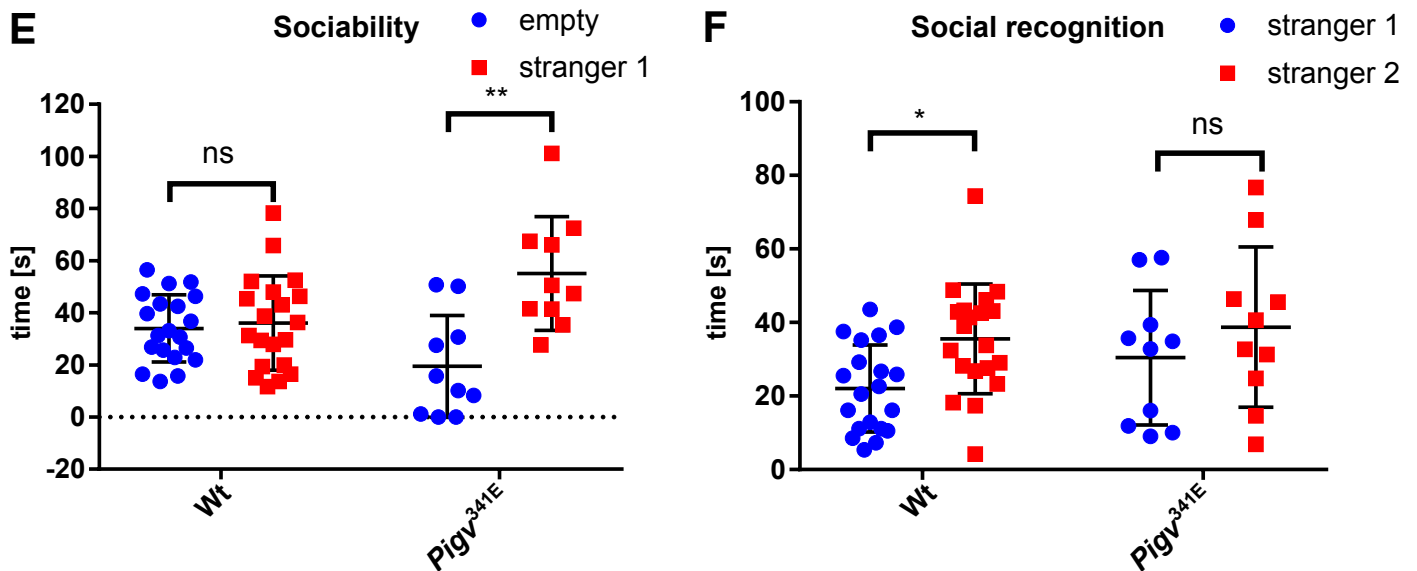 E
Sociability
empty
stranger 1
120
100
80
60
40
20
0
-20
time [s]
ns
**
Wt
Pigv341E
F
Social recognition
stranger 1
stranger 2
100
80
60
40
20
0
time [s]
*
ns
Wt
Pigv341E